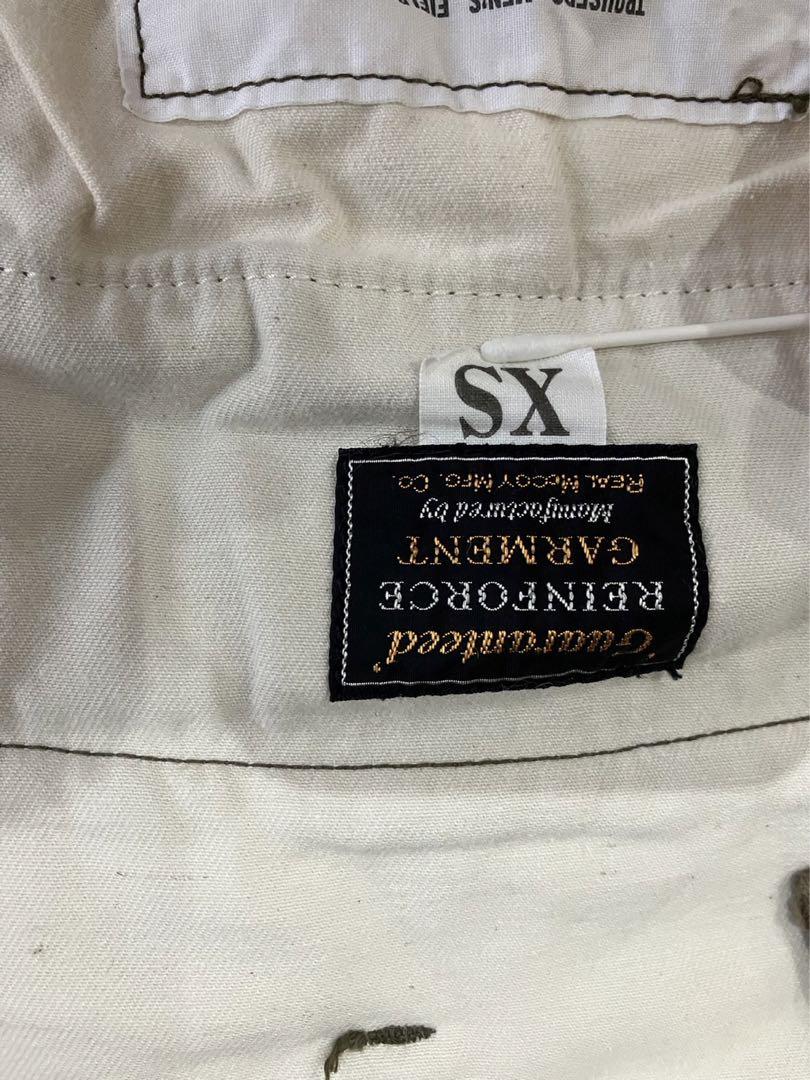 "Guaranteed"
REINFORCE
GARMENT
Manufactured by
REAL McCOY MFG. CO.
XS
TROUSERS, MEN'S,